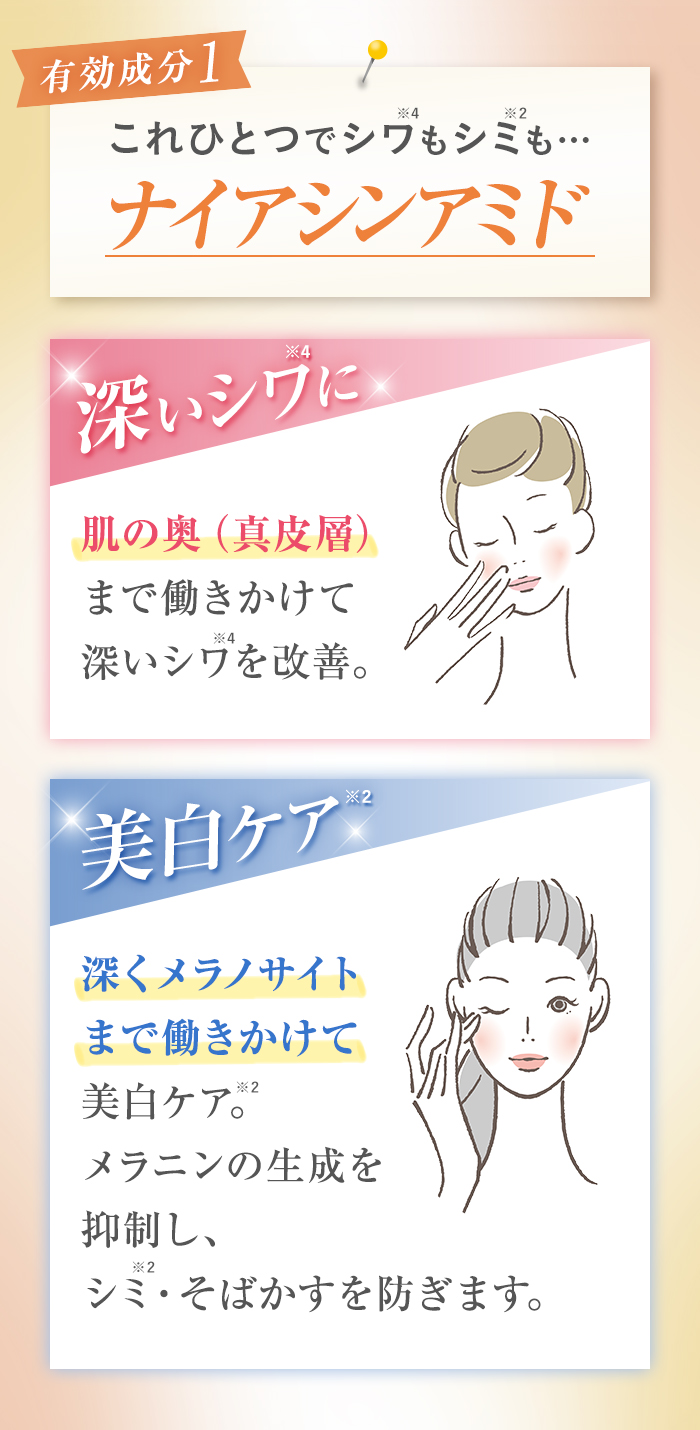 有効成分1
これひとつでシワ※4もシミ※2も…
ナイアシンアミド
深いシワ※4に
肌の奥（真皮層）
まで働きかけて
深いシワ※4を改善。
美白ケア※2
深くメラノサイト
まで働きかけて
美白ケア。※2
メラニンの生成を
抑制し、
シミ※2・そばかすを防ぎます。